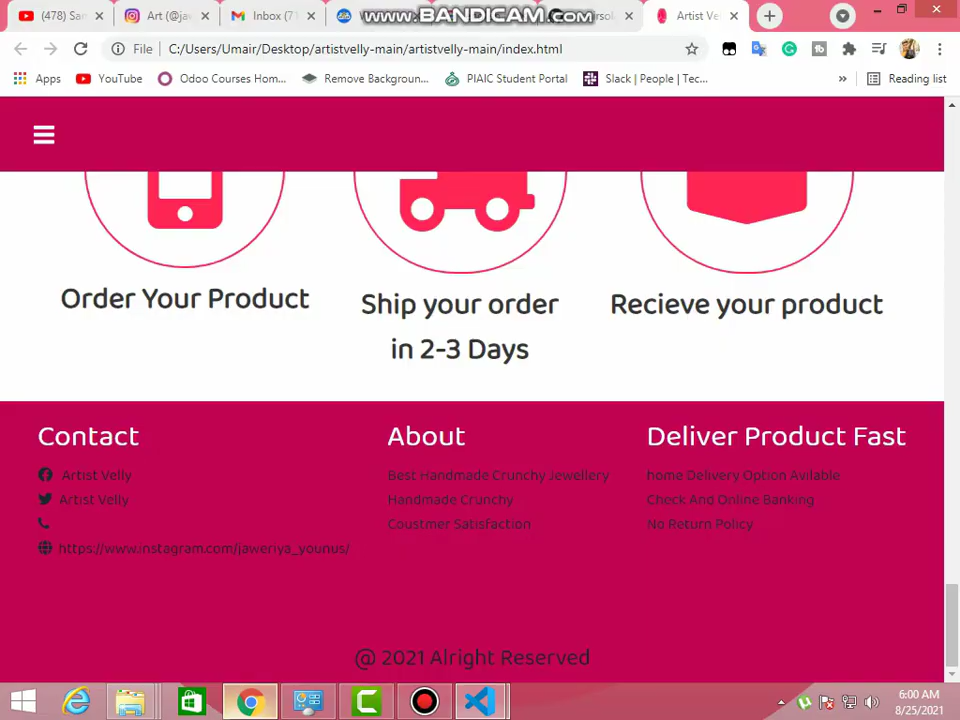 (478) San
Art (@ja
Inbox (7
www.BANDICAM.com
Art Ve
File C:/Users/Umair/Desktop/artistvelly-main/artistvelly-main/index.html
Apps YouTube Odoo Courses Hom... Remove Backgroun... PIAIC Student Portal Slack | People | Tec... » Reading list
Order Your Product
Ship your order
in 2-3 Days
Recieve your product
Contact
Artist Velly
Artist Velly
https://www.instagram.com/jaweriya_younus/
About
Best Handmade Crunchy Jewellery
Handmade Crunchy
Coustmer Satisfaction
Deliver Product Fast
home Delivery Option Avilable
Check And Online Banking
No Return Policy
@ 2021 Alright Reserved
6:00 AM
8/25/2021